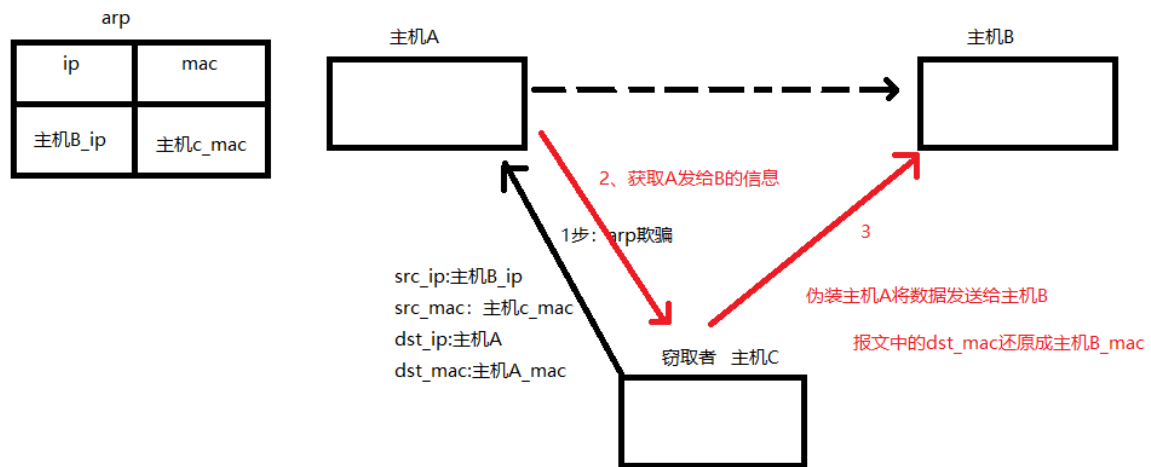 arp
ip mac
主机B_ip 主机c_mac
主机A
主机B
2、获取A发给B的信息
1步：arp欺骗
3
src_ip:主机B_ip
src_mac：主机c_mac
dst_ip:主机A
dst_mac:主机A_mac
伪装主机A将数据发送给主机B
报文中的dst_mac还原成主机B_mac
窃取者 主机C